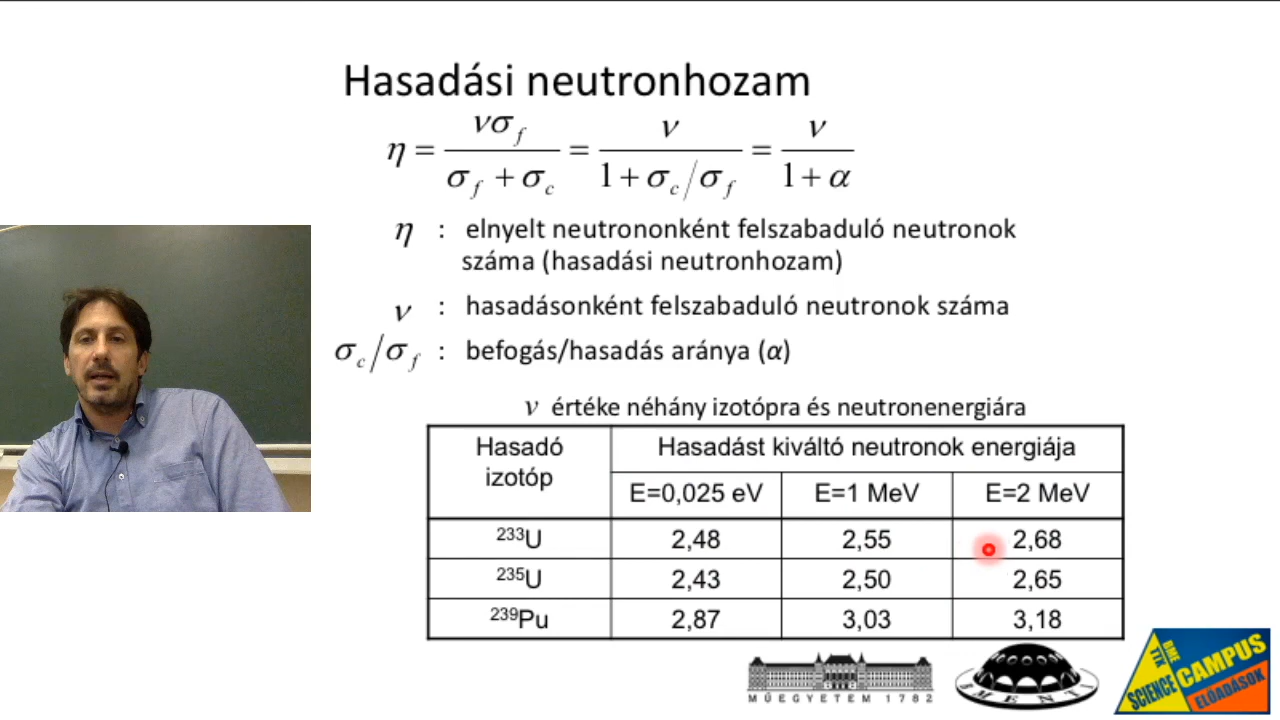 Hasadási neutronhozam
η = νσ_f / (σ_f + σ_c) = ν / (1 + σ_c/σ_f) = ν / (1 + α)
η : elnyelt neutrononként felszabaduló neutronok
száma (hasadási neutronhozam)
ν : hasadásonként felszabaduló neutronok száma
σ_c/σ_f : befogás/hasadás aránya (α)
ν értéke néhány izotópra és neutronenergiára
Hasadó izotóp Hasadást kiváltó neutronok energiája
E=0,025 eV E=1 MeV E=2 MeV
²³³U 2,48 2,55 2,68
²³⁵U 2,43 2,50 2,65
²³⁹Pu 2,87 3,03 3,18
MŰEGYETEM 1782
BME NTI
BME TTK
SCIENCE CAMPUS
ELŐADÁSOK